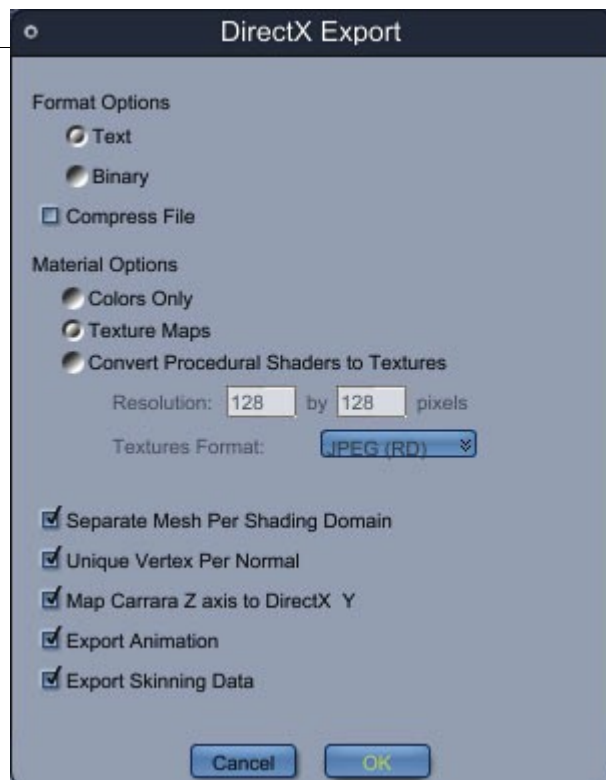 DirectX Export
Format Options
Text
Binary
Compress File
Material Options
Colors Only
Texture Maps
Convert Procedural Shaders to Textures
Resolution: 128 by 128 pixels
Textures Format: JPEG (RD)
Separate Mesh Per Shading Domain
Unique Vertex Per Normal
Map Carrara Z axis to DirectX Y
Export Animation
Export Skinning Data
Cancel OK